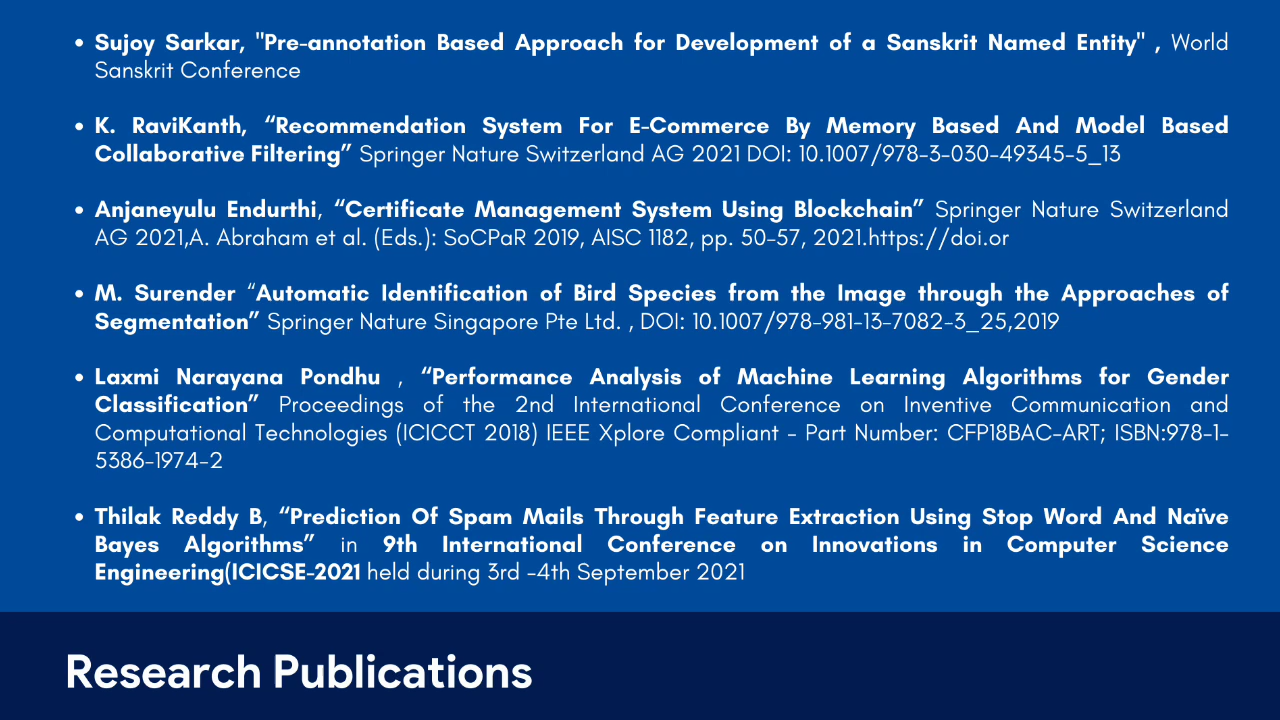 • Sujoy Sarkar, "Pre-annotation Based Approach for Development of a Sanskrit Named Entity" , World
Sanskrit Conference
• K. RaviKanth, “Recommendation System For E-Commerce By Memory Based And Model Based
Collaborative Filtering” Springer Nature Switzerland AG 2021 DOI: 10.1007/978-3-030-49345-5_13
• Anjaneyulu Endurthi, “Certificate Management System Using Blockchain” Springer Nature Switzerland
AG 2021,A. Abraham et al. (Eds.): SoCPaR 2019, AISC 1182, pp. 50-57, 2021.https://doi.or
• M. Surender “Automatic Identification of Bird Species from the Image through the Approaches of
Segmentation” Springer Nature Singapore Pte Ltd. , DOI: 10.1007/978-981-13-7082-3_25,2019
• Laxmi Narayana Pondhu , “Performance Analysis of Machine Learning Algorithms for Gender
Classification” Proceedings of the 2nd International Conference on Inventive Communication and
Computational Technologies (ICICCT 2018) IEEE Xplore Compliant - Part Number: CFP18BAC-ART; ISBN:978-1-
5386-1974-2
• Thilak Reddy B, “Prediction Of Spam Mails Through Feature Extraction Using Stop Word And Naïve
Bayes Algorithms” in 9th International Conference on Innovations in Computer Science
Engineering(ICICSE-2021 held during 3rd -4th September 2021
Research Publications